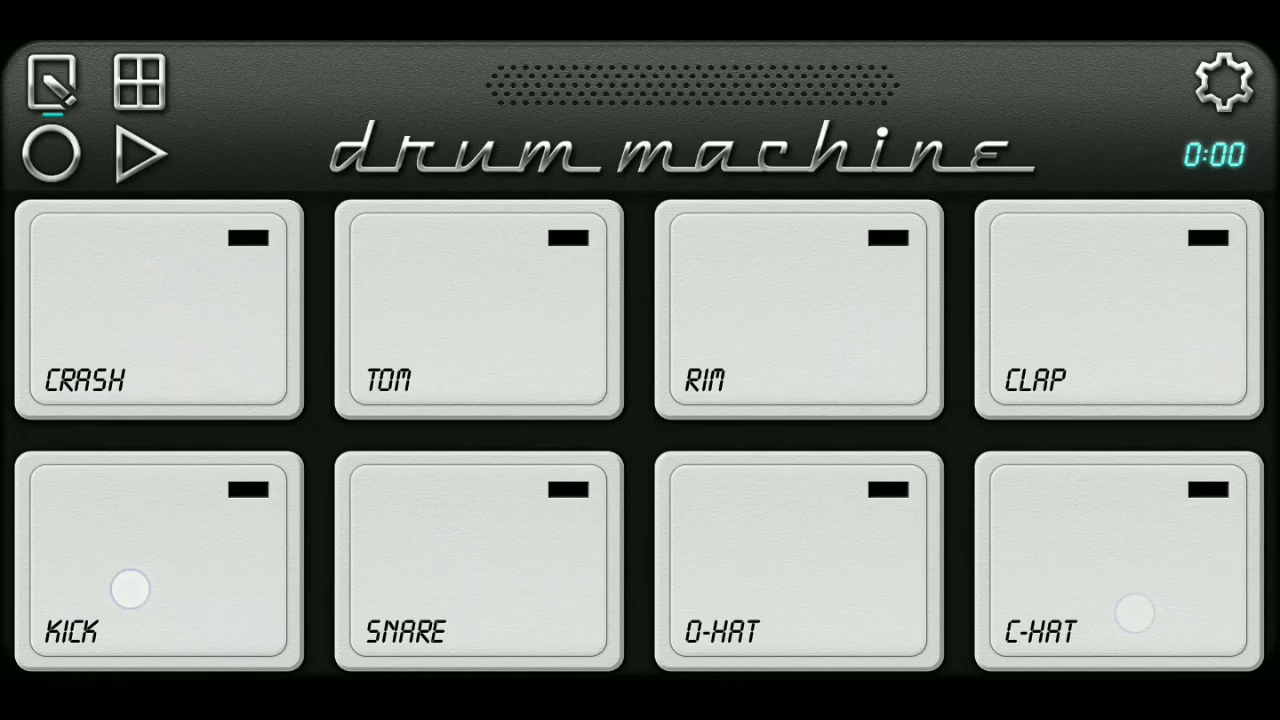 drum machine
0:00
CRASH
TOM
RIM
CLAP
KICK
SNARE
O-HAT
C-HAT